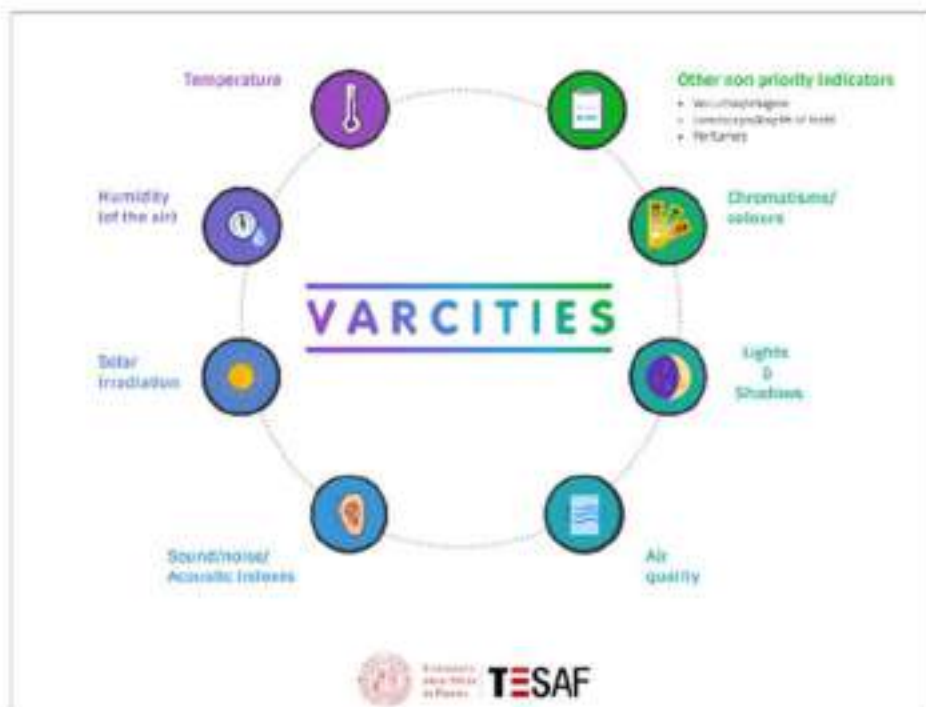 Temperature
Other non priority indicators
Perfumes
Humidity
(of the air)
Chromatisms/
colours
VARCITIES
Solar
Irradiation
Lights
&
Shadows
Sound/noise/
Acoustic Indexes
Air
quality
TESAF